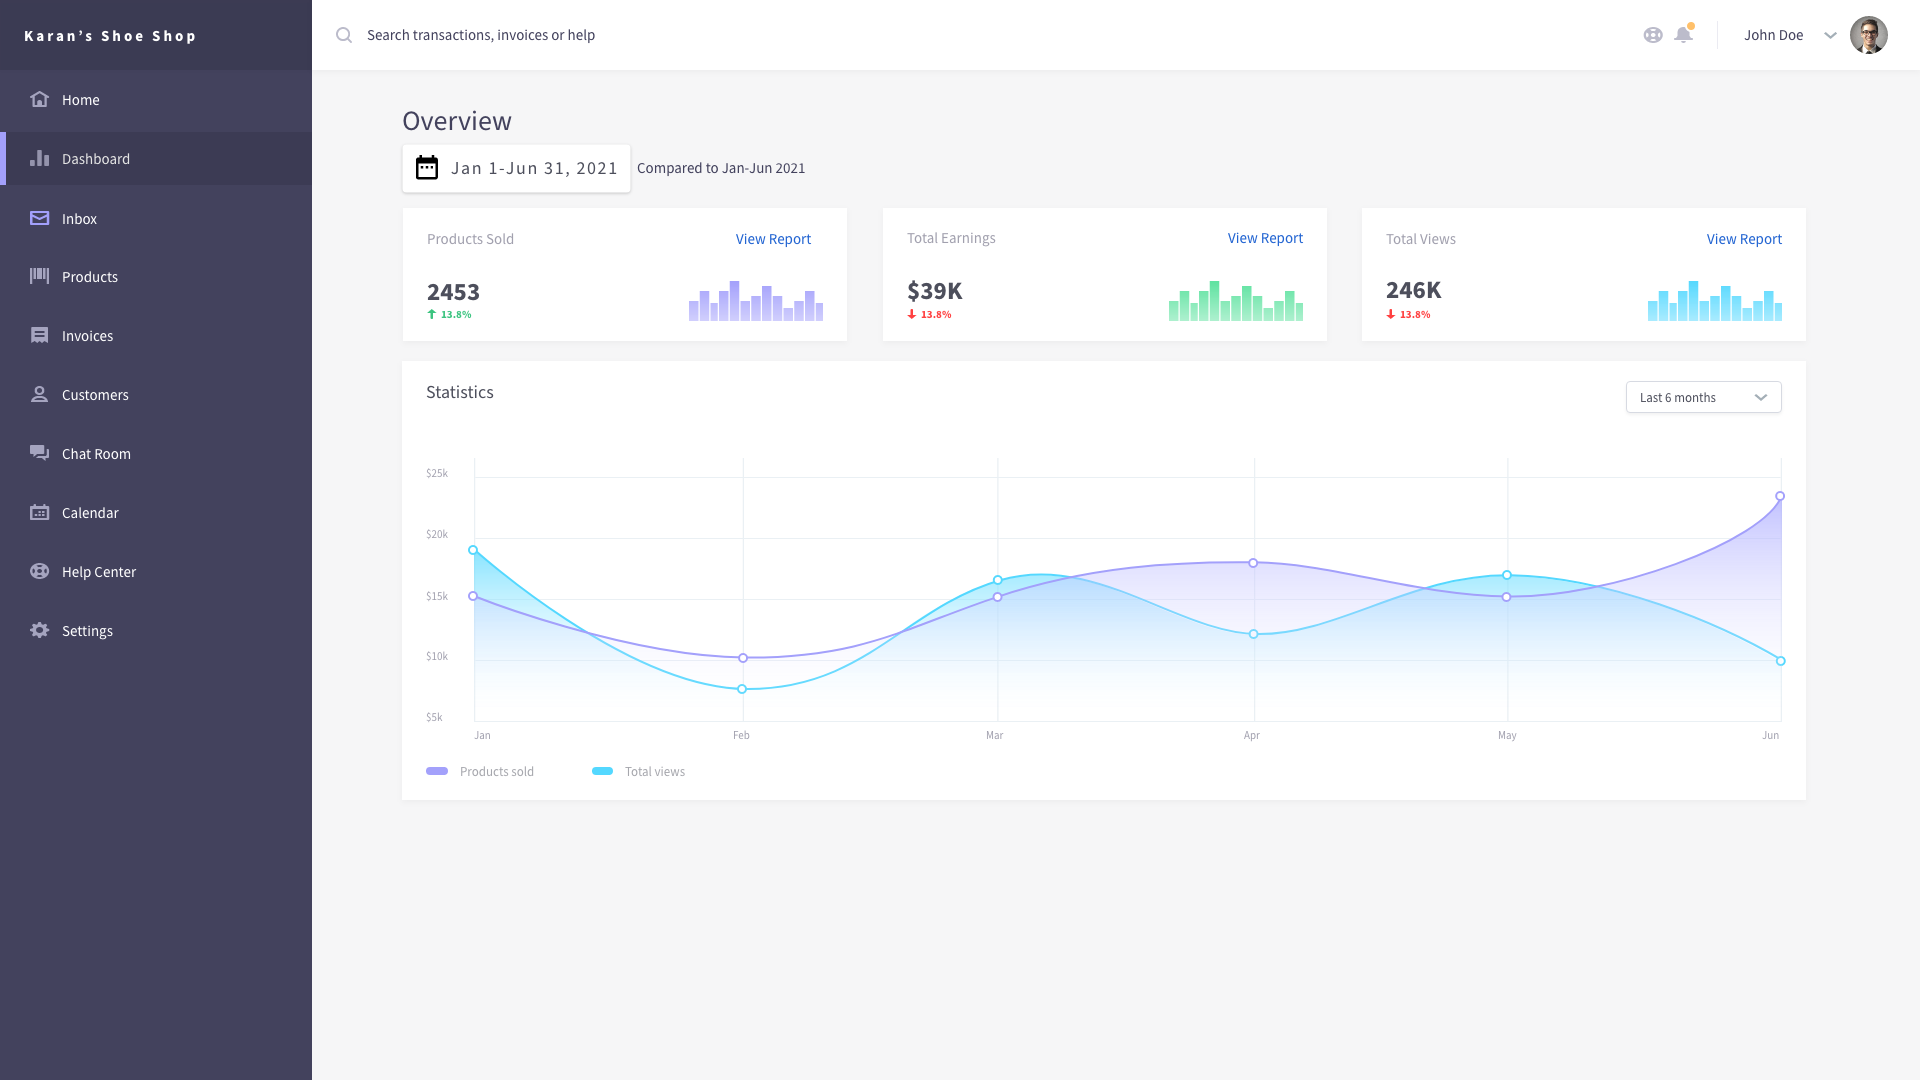 Karan’s Shoe Shop
Search transactions, invoices or help
John Doe
Home
Dashboard
Inbox
Products
Invoices
Customers
Chat Room
Calendar
Help Center
Settings
Overview
Jan 1-Jun 31, 2021
Compared to Jan-Jun 2021
Products Sold
View Report
2453
13.8%
Total Earnings
View Report
$39K
13.8%
Total Views
View Report
246K
13.8%
Statistics
Last 6 months
$25k
$20k
$15k
$10k
$5k
Jan Feb Mar Apr May Jun
Products sold
Total views